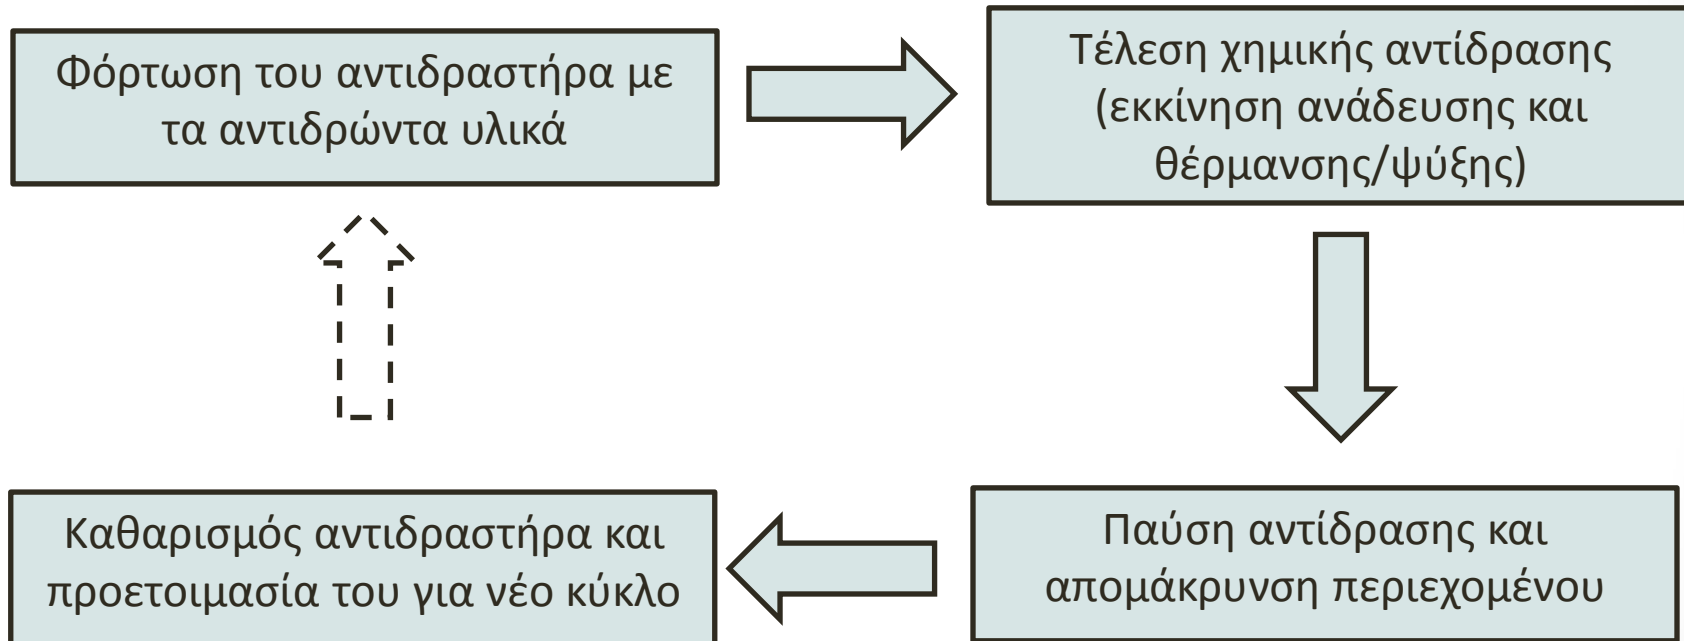 Φόρτωση του αντιδραστήρα με
τα αντιδρώντα υλικά
Τέλεση χημικής αντίδρασης
(εκκίνηση ανάδευσης και
θέρμανσης/ψύξης)
Παύση αντίδρασης και
απομάκρυνση περιεχομένου
Καθαρισμός αντιδραστήρα και
προετοιμασία του για νέο κύκλο